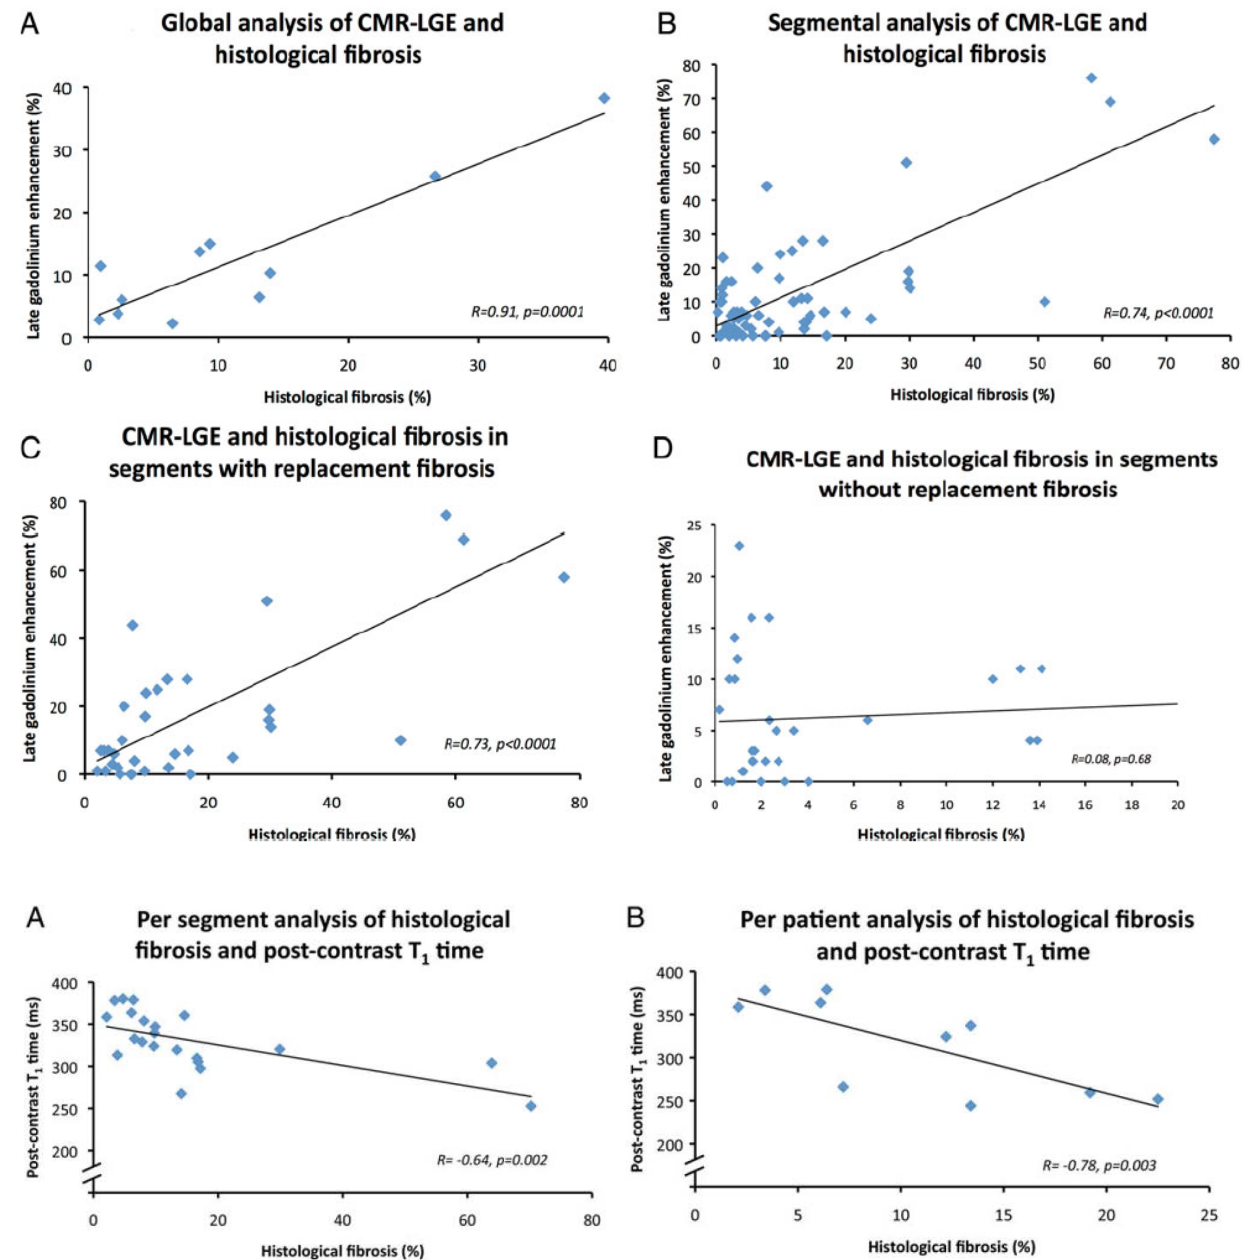 A
Global analysis of CMR-LGE and
histological fibrosis
Late gadolinium enhancement (%)
40
30
20
10
0
R=0.91, p=0.0001
0 10 20 30 40
Histological fibrosis (%)
B
Segmental analysis of CMR-LGE and
histological fibrosis
Late gadolinium enhancement (%)
80
70
60
50
40
30
20
10
0
R=0.74, p<0.0001
0 10 20 30 40 50 60 70 80
Histological fibrosis (%)
C
CMR-LGE and histological fibrosis in
segments with replacement fibrosis
Late gadolinium enhancement (%)
80
60
40
20
0
R=0.73, p<0.0001
0 20 40 60 80
Histological fibrosis (%)
D
CMR-LGE and histological fibrosis in segments
without replacement fibrosis
Late gadolinium enhancement (%)
25
20
15
10
5
0
R=0.08, p=0.68
0 2 4 6 8 10 12 14 16 18 20
Histological fibrosis (%)
A
Per segment analysis of histological
fibrosis and post-contrast T1 time
Post-contrast T1 time (ms)
400
350
300
250
200
R= -0.64, p=0.002
0 20 40 60 80
Histological fibrosis (%)
B
Per patient analysis of histological fibrosis
and post-contrast T1 time
Post-contrast T1 time (ms)
400
350
300
250
200
R= -0.78, p=0.003
0 5 10 15 20 25
Histological fibrosis (%)